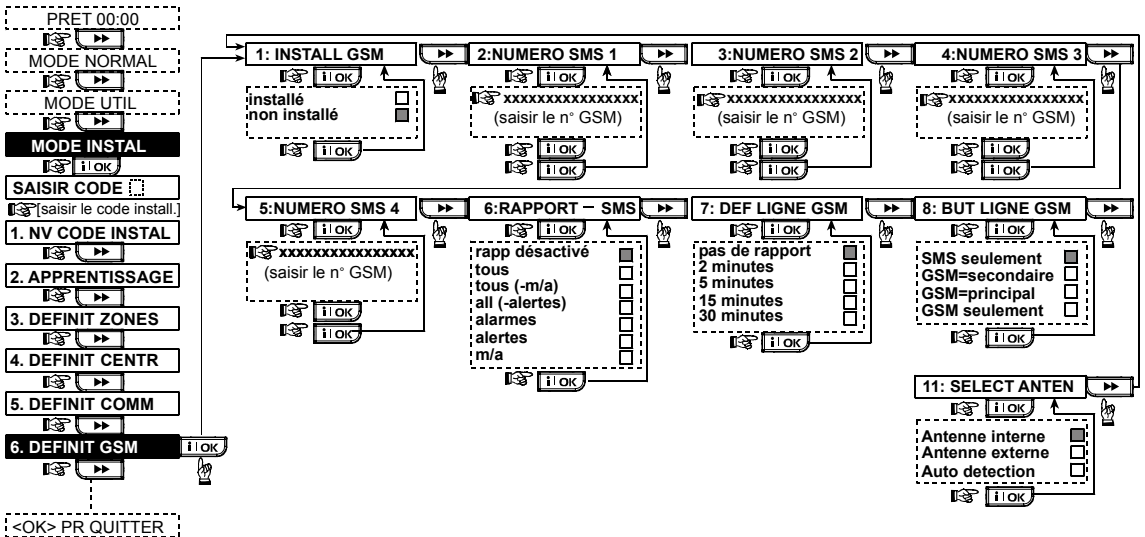 PRET 00:00
MODE NORMAL
MODE UTIL
MODE INSTAL
i OK
SAISIR CODE
[saisir le code install.]
1. NV CODE INSTAL
2. APPRENTISSAGE
3. DEFINIT ZONES
4. DEFINIT CENTR
5. DEFINIT COMM
6. DEFINIT GSM
i OK
<OK> PR QUITTER
1: INSTALL GSM
i OK
installé
non installé
i OK
2:NUMERO SMS 1
i OK
xxxxxxxxxxxxxxxx
(saisir le n° GSM)
i OK
i OK
3:NUMERO SMS 2
i OK
xxxxxxxxxxxxxxxx
(saisir le n° GSM)
i OK
i OK
4:NUMERO SMS 3
i OK
xxxxxxxxxxxxxxxx
(saisir le n° GSM)
i OK
i OK
5:NUMERO SMS 4
i OK
xxxxxxxxxxxxxxxx
(saisir le n° GSM)
i OK
i OK
6:RAPPORT – SMS
i OK
rapp désactivé
tous
tous (-m/a)
all (-alertes)
alarmes
alertes
m/a
i OK
7: DEF LIGNE GSM
i OK
pas de rapport
2 minutes
5 minutes
15 minutes
30 minutes
i OK
8: BUT LIGNE GSM
i OK
SMS seulement
GSM=secondaire
GSM=principal
GSM seulement
i OK
11: SELECT ANTEN
i OK
Antenne interne
Antenne externe
Auto detection
i OK